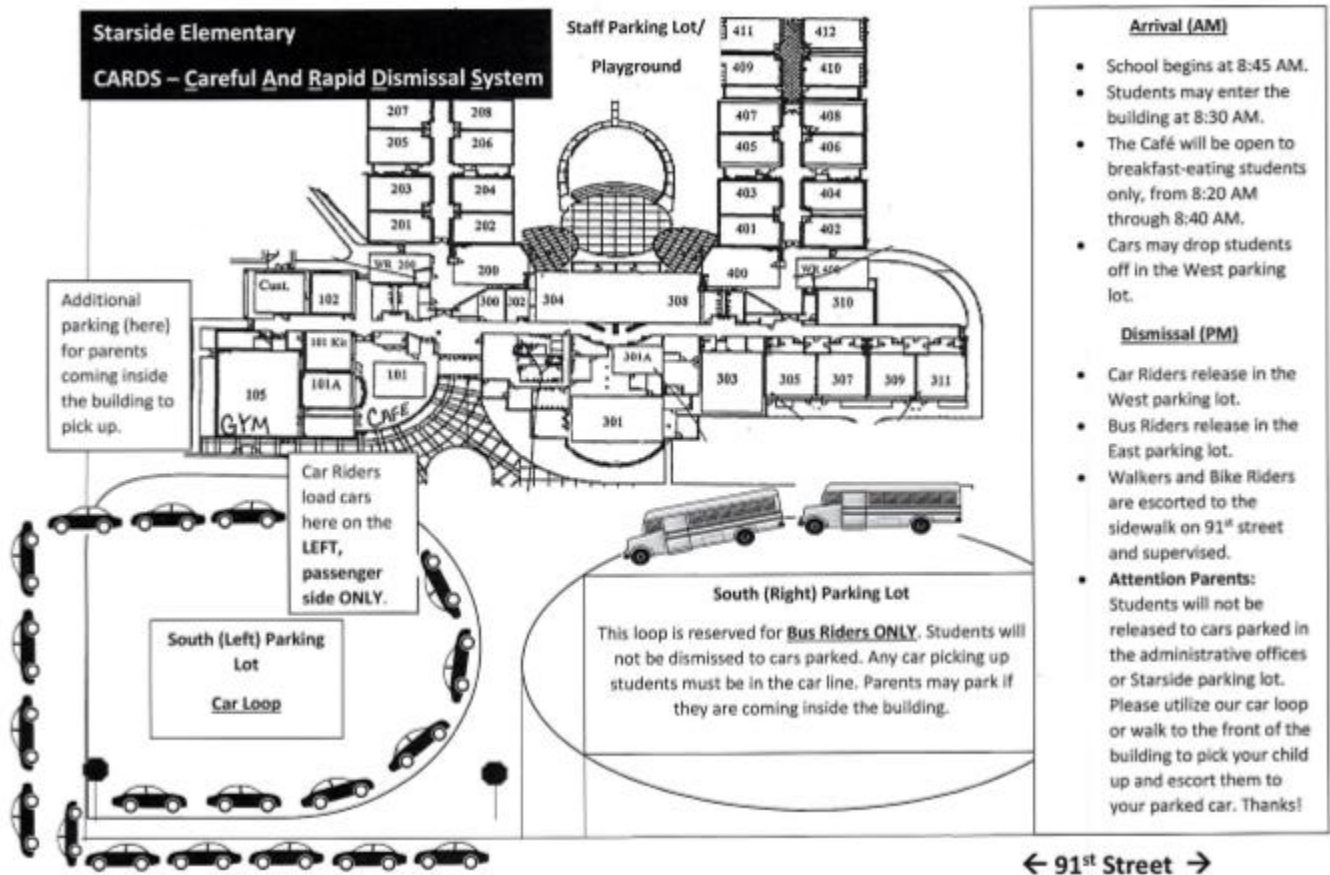 Starside Elementary
CARDS – Careful And Rapid Dismissal System
Staff Parking Lot/
Playground
411
412
409
410
207
208
407
408
205
206
405
406
203
204
403
404
201
202
401
402
WR 200
200
400
WR 400
Cust.
102
300
302
304
308
310
101 Kit
101A
101
105
GYM
CAFE
301A
301
303
305
307
309
311
Additional
parking (here)
for parents
coming inside
the building to
pick up.
Car Riders
load cars
here on the
LEFT,
passenger
side ONLY.
South (Left) Parking
Lot
Car Loop
South (Right) Parking Lot
This loop is reserved for Bus Riders ONLY. Students will
not be dismissed to cars parked. Any car picking up
students must be in the car line. Parents may park if
they are coming inside the building.
Arrival (AM)
• School begins at 8:45 AM.
• Students may enter the
building at 8:30 AM.
• The Café will be open to
breakfast-eating students
only, from 8:20 AM
through 8:40 AM.
• Cars may drop students
off in the West parking
lot.
Dismissal (PM)
• Car Riders release in the
West parking lot.
• Bus Riders release in the
East parking lot.
• Walkers and Bike Riders
are escorted to the
sidewalk on 91st street
and supervised.
• Attention Parents:
Students will not be
released to cars parked in
the administrative offices
or Starside parking lot.
Please utilize our car loop
or walk to the front of the
building to pick your child
up and escort them to
your parked car. Thanks!
← 91st Street →